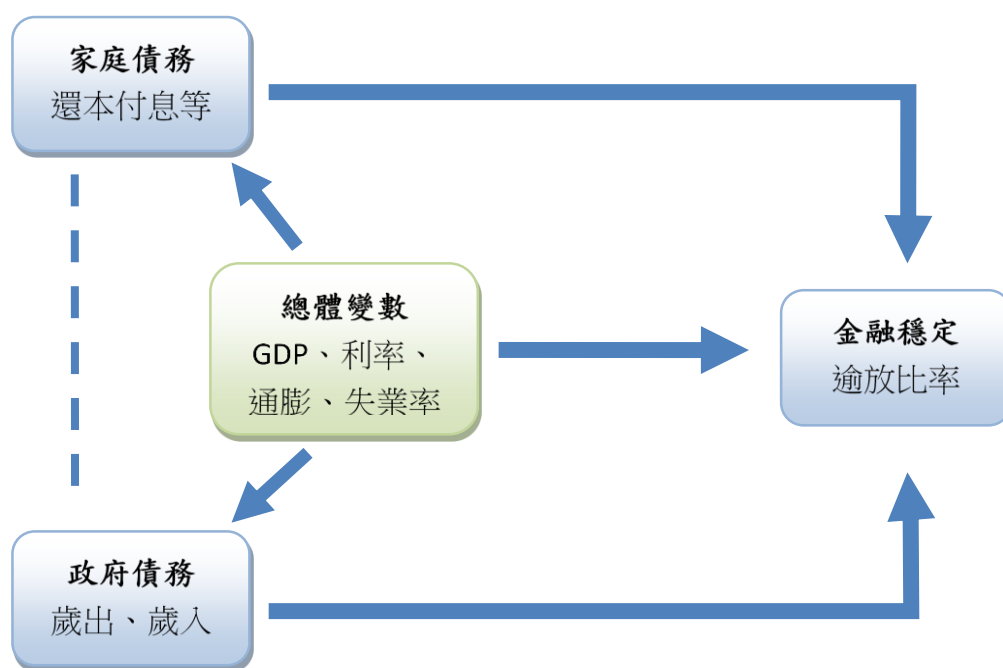 家庭債務
還本付息等
總體變數
GDP、利率、
通膨、失業率
金融穩定
逾放比率
政府債務
歲出、歲入